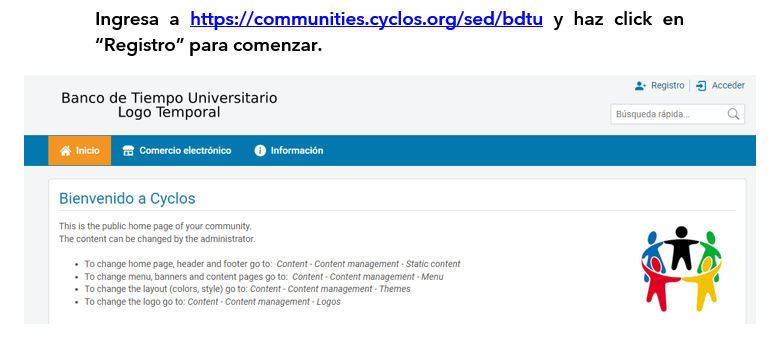 Ingresa a https://communities.cyclos.org/sed/bdtu y haz click en
“Registro” para comenzar.
Registro Acceder
Banco de Tiempo Universitario
Logo Temporal
Búsqueda rápida...
Inicio Comercio electrónico Información
Bienvenido a Cyclos
This is the public home page of your community.
The content can be changed by the administrator.
• To change home page, header and footer go to: Content - Content management - Static content
• To change menu, banners and content pages go to: Content - Content management - Menu
• To change the layout (colors, style) go to: Content - Content management - Themes
• To change the logo go to: Content - Content management - Logos